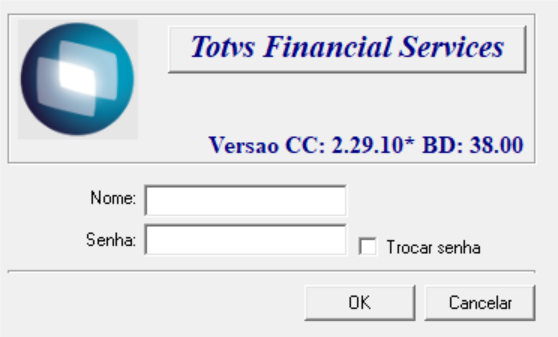 Totvs Financial Services
Versao CC: 2.29.10* BD: 38.00
Nome:
Senha:
Trocar senha
OK
Cancelar